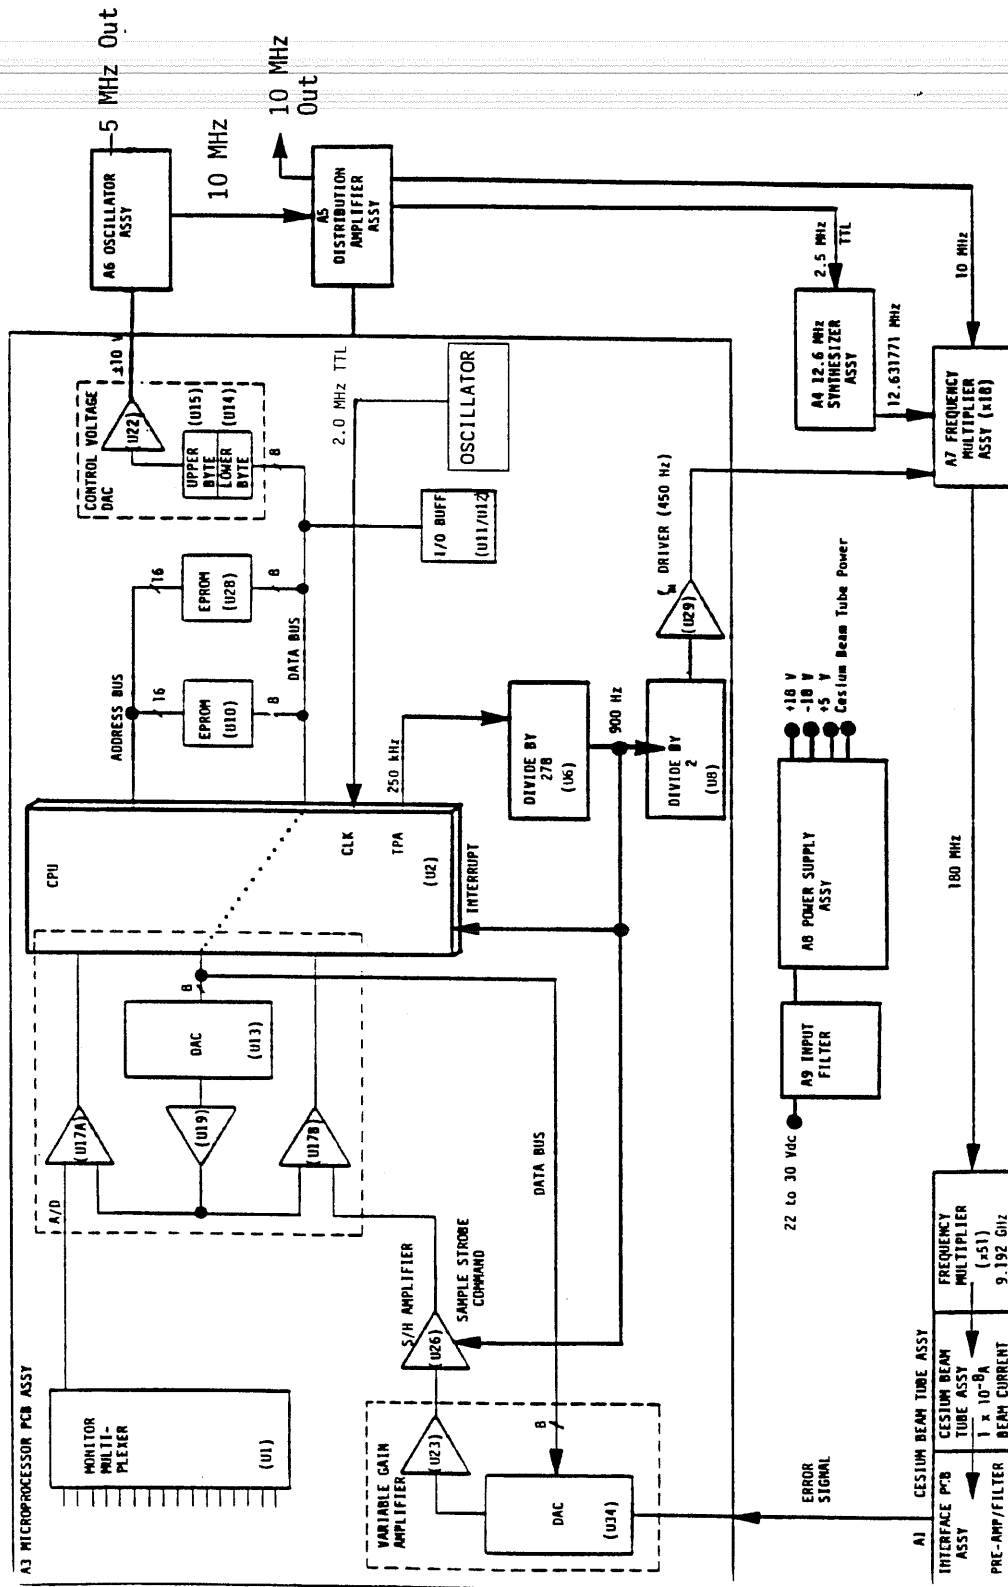 A3 MICROPROCESSOR PCB ASSY
MONITOR
MULTI-
PLEXER
(U1)
A/D
(U17A)
(U19)
(U17B)
DAC
(U13)
8
CPU
CLK
TPA
(U2)
INTERRUPT
ADDRESS BUS
16
EPROM
(U10)
8
DATA BUS
16
EPROM
(U28)
8
CONTROL VOLTAGE
DAC
(U22)
UPPER
BYTE
(U15)
LOWER
BYTE
(U14)
8
±10 V
A6 OSCILLATOR
ASSY
5 MHz Out
10 MHz
10 MHz
Out
A5
DISTRIBUTION
AMPLIFIER
ASSY
2.0 MHz TTL
OSCILLATOR
I/O BUFF
(U11/U12)
250 kHz
DIVIDE BY
278
(U6)
900 Hz
DIVIDE BY
2
(U8)
DRIVER (450 Hz)
(U29)
VARIABLE GAIN
AMPLIFIER
(U23)
DAC
(U34)
8
S/H AMPLIFIER
(U26)
SAMPLE STROBE
COMMAND
DATA BUS
ERROR
SIGNAL
22 to 30 Vdc
A9 INPUT
FILTER
A8 POWER SUPPLY
ASSY
+18 V
-18 V
+5 V
Cesium Beam Tube Power
2.5 MHz
TTL
A4 12.6 MHz
SYNTHESIZER
ASSY
12.631771 MHz
10 MHz
A7 FREQUENCY
MULTIPLIER
ASSY (x18)
180 MHz
A1 CESIUM BEAM TUBE ASSY
INTERFACE PCB
ASSY
PRE-AMP/FILTER
CESIUM BEAM
TUBE ASSY
1 x 10-8A
BEAM CURRENT
FREQUENCY
MULTIPLIER
(x51)
9.192 GHz